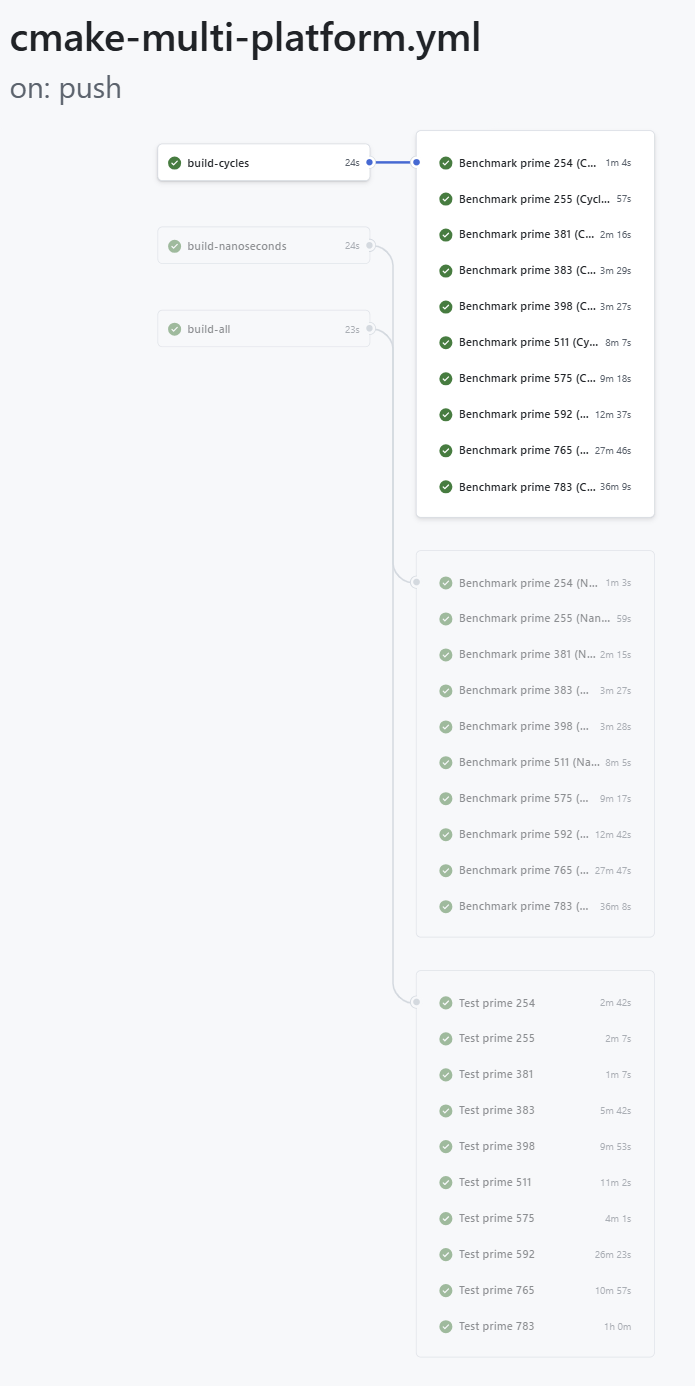 cmake-multi-platform.yml
on: push
build-cycles 24s
build-nanoseconds 24s
build-all 23s
Benchmark prime 254 (C... 1m 4s
Benchmark prime 255 (Cycl... 57s
Benchmark prime 381 (C... 2m 16s
Benchmark prime 383 (C... 3m 29s
Benchmark prime 398 (C... 3m 27s
Benchmark prime 511 (Cy... 8m 7s
Benchmark prime 575 (C... 9m 18s
Benchmark prime 592 (... 12m 37s
Benchmark prime 765 (... 27m 46s
Benchmark prime 783 (C... 36m 9s
Benchmark prime 254 (N... 1m 3s
Benchmark prime 255 (Nan... 59s
Benchmark prime 381 (N... 2m 15s
Benchmark prime 383 (... 3m 27s
Benchmark prime 398 (... 3m 28s
Benchmark prime 511 (Na... 8m 5s
Benchmark prime 575 (... 9m 17s
Benchmark prime 592 (... 12m 42s
Benchmark prime 765 (... 27m 47s
Benchmark prime 783 (... 36m 8s
Test prime 254 2m 42s
Test prime 255 2m 7s
Test prime 381 1m 7s
Test prime 383 5m 42s
Test prime 398 9m 53s
Test prime 511 11m 2s
Test prime 575 4m 1s
Test prime 592 26m 23s
Test prime 765 10m 57s
Test prime 783 1h 0m